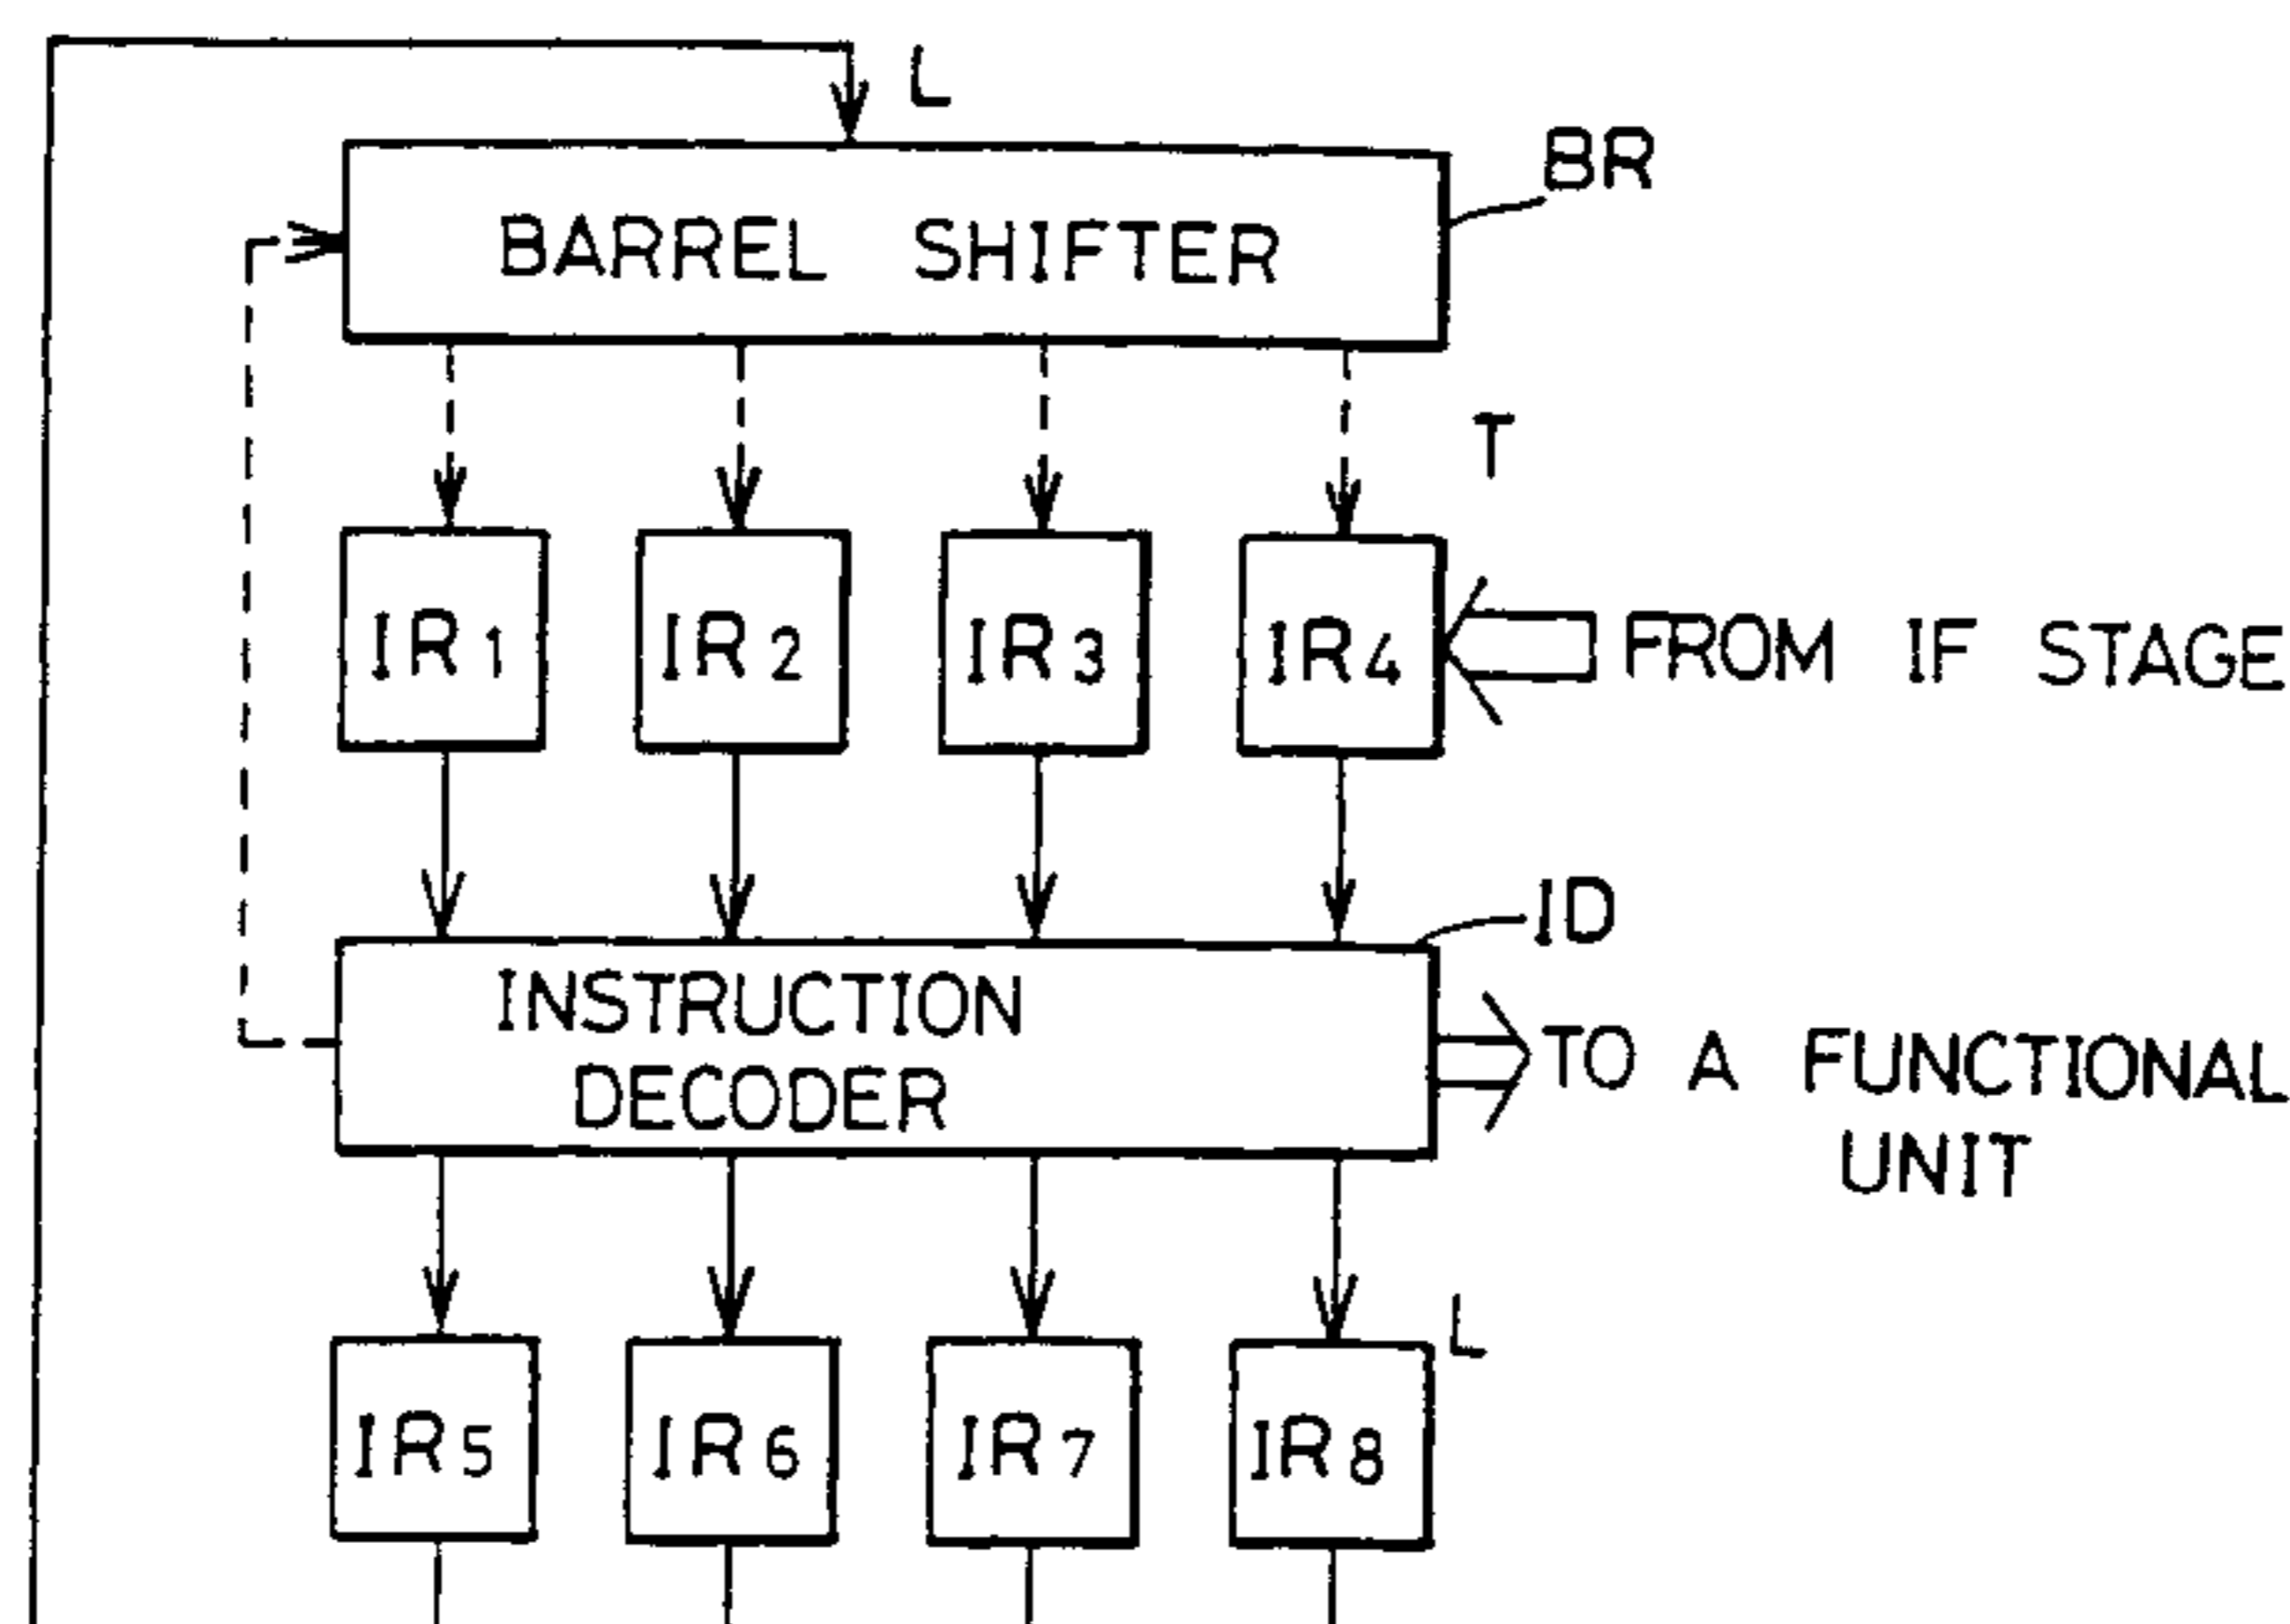 L
BR
BARREL SHIFTER
T
IR1 IR2 IR3 IR4 FROM IF STAGE
ID
INSTRUCTION
DECODER
TO A FUNCTIONAL
UNIT
L
IR5 IR6 IR7 IR8